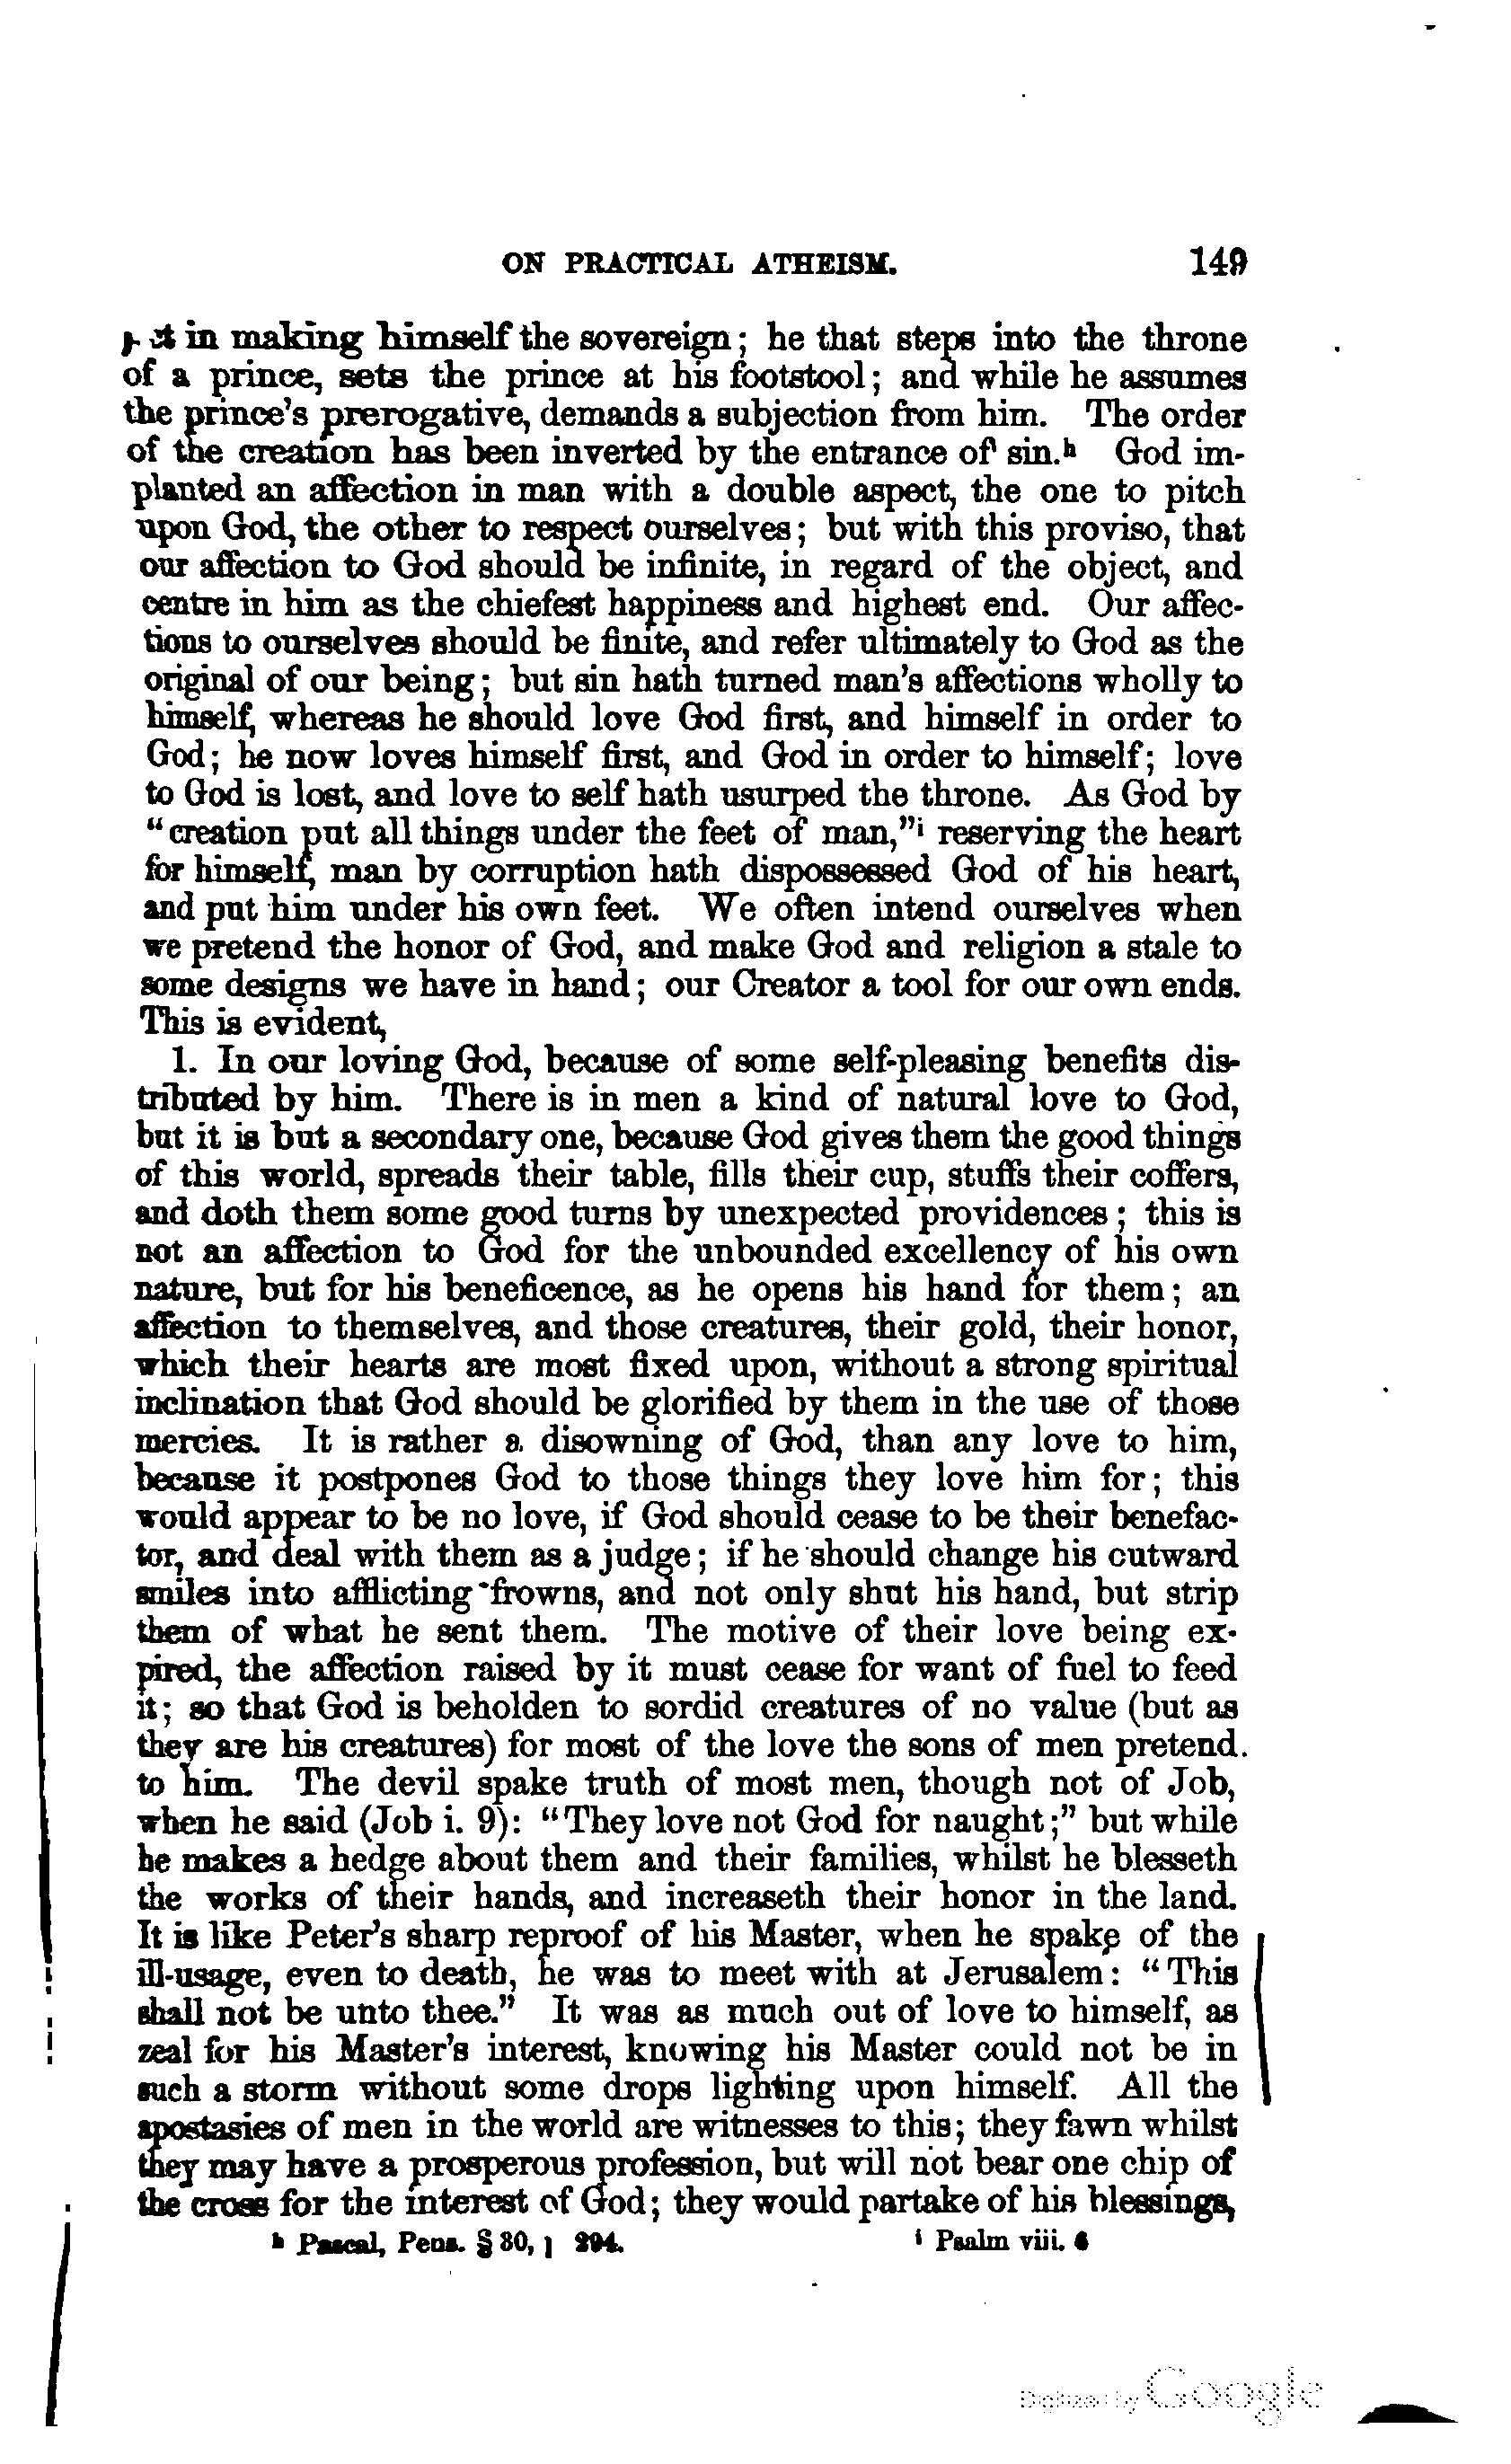 ON PRACTICAL ATHEISM. 149
in making himself the sovereign; he that steps into the throne
of a prince, sets the prince at his footstool; and while he assumes
the prince's prerogative, demands a subjection from him. The order
of the creation has been inverted by the entrance of sin.h God im-
planted an affection in man with a double aspect, the one to pitch
upon God, the other to respect ourselves; but with this proviso, that
our affection to God should be infinite, in regard of the object, and
centre in him as the chiefest happiness and highest end. Our affec-
tions to ourselves should be finite, and refer ultimately to God as the
original of our being; but sin hath turned man's affections wholly to
himself, whereas he should love God first, and himself in order to
God; he now loves himself first, and God in order to himself; love
to God is lost, and love to self hath usurped the throne. As God by
"creation put all things under the feet of man,"i reserving the heart
for himself, man by corruption hath dispossessed God of his heart,
and put him under his own feet. We often intend ourselves when
we pretend the honor of God, and make God and religion a stale to
some designs we have in hand; our Creator a tool for our own ends.
This is evident,
1. In our loving God, because of some self-pleasing benefits dis-
tributed by him. There is in men a kind of natural love to God,
but it is but a secondary one, because God gives them the good things
of this world, spreads their table, fills their cup, stuffs their coffers,
and doth them some good turns by unexpected providences; this is
not an affection to God for the unbounded excellency of his own
nature, but for his beneficence, as he opens his hand for them; an
affection to themselves, and those creatures, their gold, their honor,
which their hearts are most fixed upon, without a strong spiritual
inclination that God should be glorified by them in the use of those
mercies. It is rather a disowning of God, than any love to him,
because it postpones God to those things they love him for; this
would appear to be no love, if God should cease to be their benefac-
tor, and deal with them as a judge; if he should change his outward
smiles into afflicting frowns, and not only shut his hand, but strip
them of what he sent them. The motive of their love being ex-
pired, the affection raised by it must cease for want of fuel to feed
it; so that God is beholden to sordid creatures of no value (but as
they are his creatures) for most of the love the sons of men pretend
to him. The devil spake truth of most men, though not of Job,
when he said (Job i. 9): "They love not God for naught;" but while
he makes a hedge about them and their families, whilst he blesseth
the works of their hands, and increaseth their honor in the land.
It is like Peter's sharp reproof of his Master, when he spake of the
ill-usage, even to death, he was to meet with at Jerusalem: "This
shall not be unto thee." It was as much out of love to himself, as
zeal for his Master's interest, knowing his Master could not be in
such a storm without some drops lighting upon himself. All the
apostasies of men in the world are witnesses to this; they fawn whilst
they may have a prosperous profession, but will not bear one chip of
the cross for the interest of God; they would partake of his blessings,
h Pascal, Pens. § 30, 294. i Psalm viii. 6
Digitized by Google